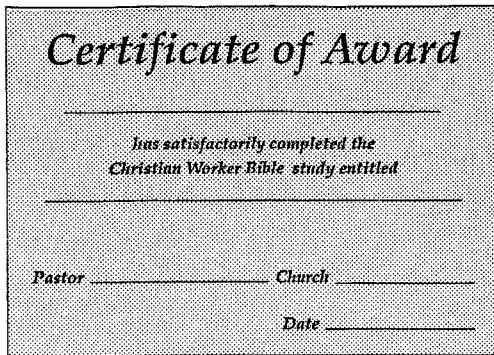 Certificate of Award
has satisfactorily completed the
Christian Worker Bible study entitled
Pastor Church
Date